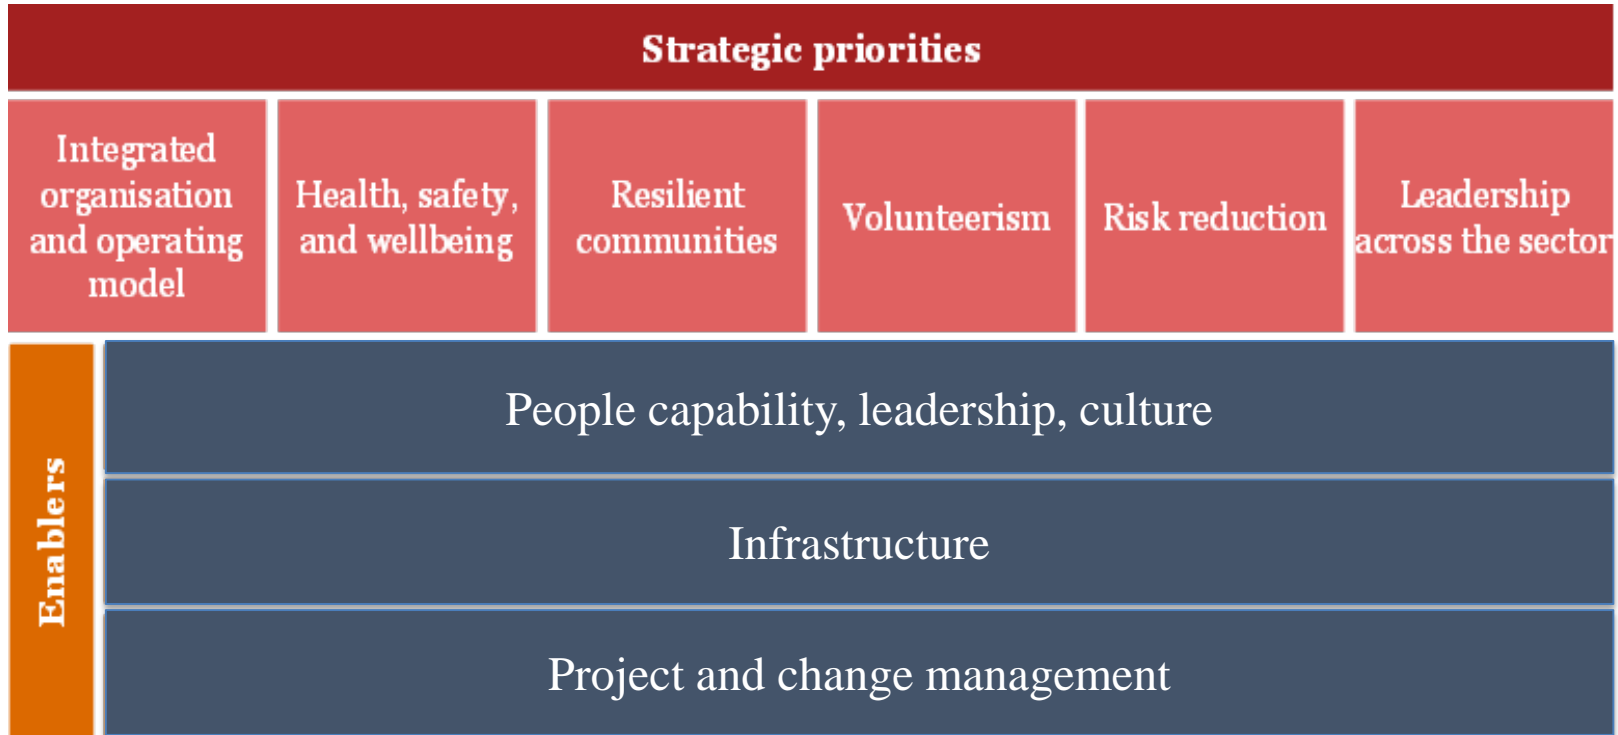 Strategic priorities
Integrated
organisation
and operating
model
Health, safety,
and wellbeing
Resilient
communities
Volunteerism
Risk reduction
Leadership
across the sector
Enablers
People capability, leadership, culture
Infrastructure
Project and change management